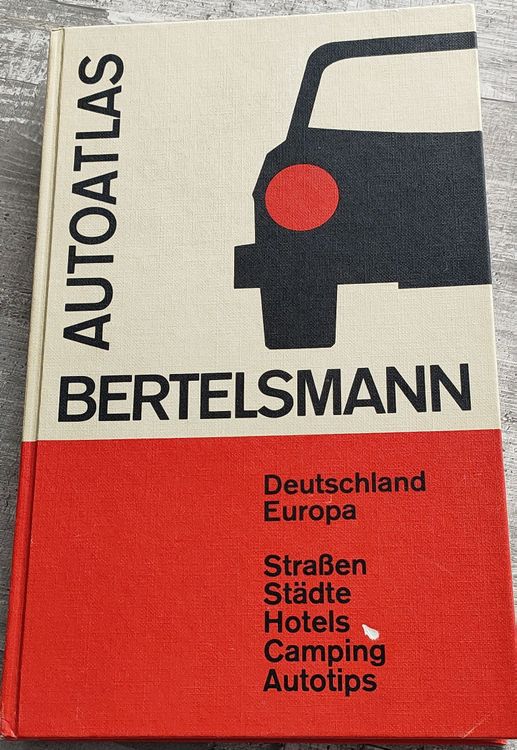 AUTOATLAS
BERTELSMANN
Deutschland
Europa
Straßen
Städte
Hotels
Camping
Autotips